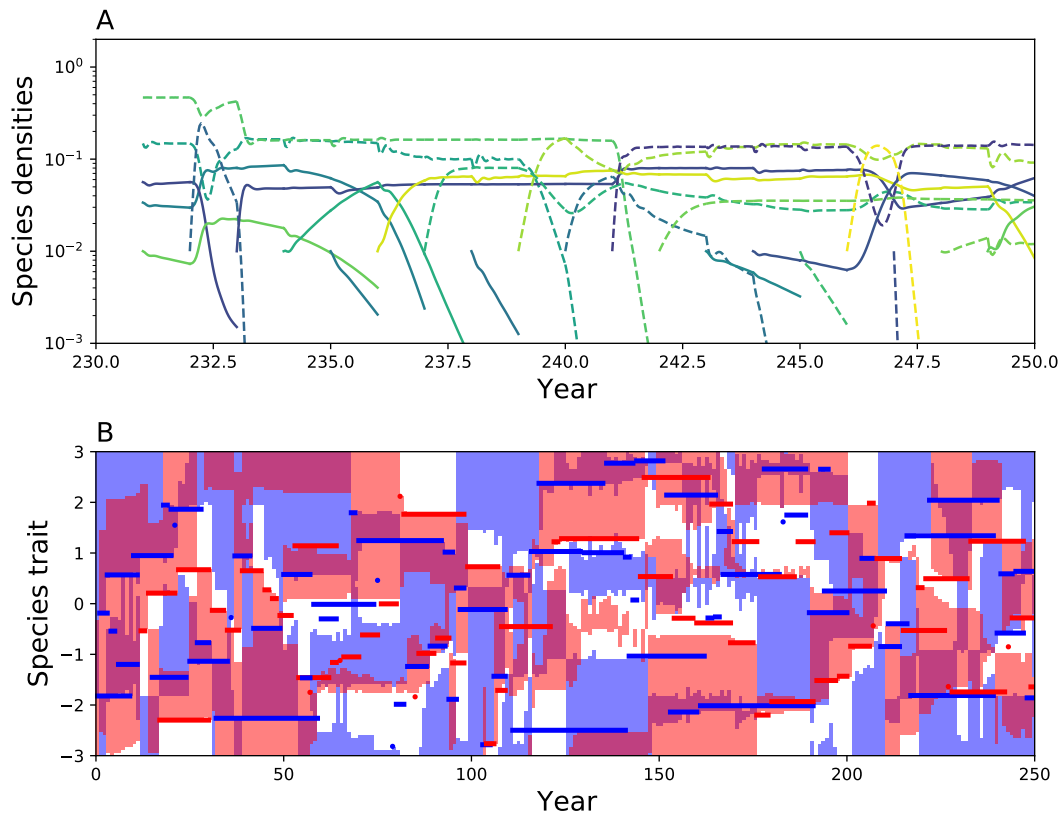 A
Species densities
10⁰
10⁻¹
10⁻²
10⁻³
230.0 232.5 235.0 237.5 240.0 242.5 245.0 247.5 250.0
Year
B
Species trait
3
2
1
0
−1
−2
−3
0 50 100 150 200 250
Year